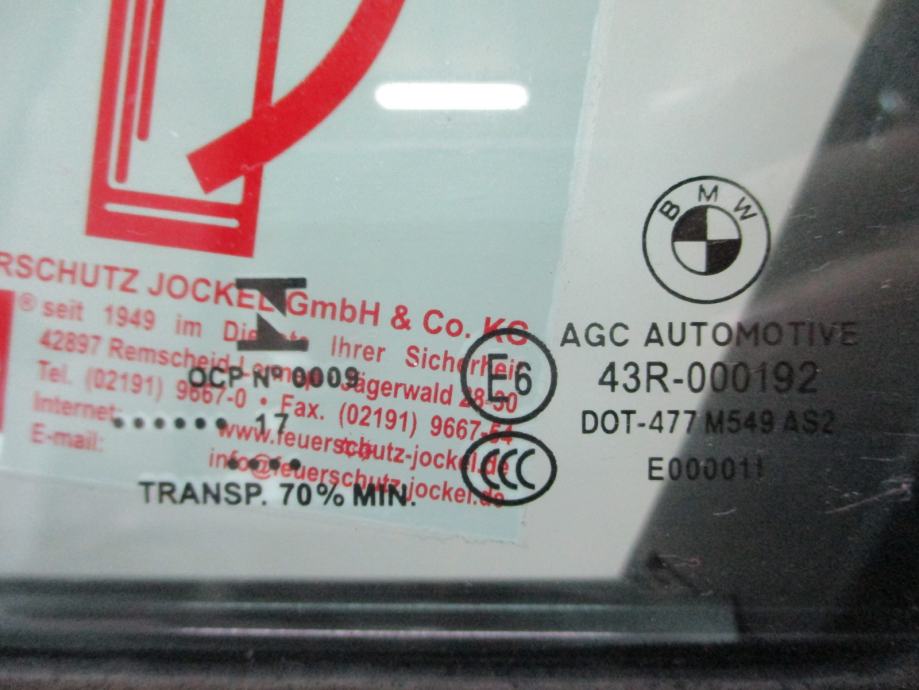 BMW
RSCHUTZ JOCKEL GmbH & Co. KG
® seit 1949 im Ihrer Sicherheit
42897 Remscheid Jägerwald 28-30
Tel. (02191) 9667-0 • Fax. (02191) 9667-54
Internet: www.feuerschutz-jockel.de
E-mail: info@feuerschutz-jockel.de
N
OCP Nº 0009
•••••• 17
••••
TRANSP. 70% MIN.
E6
CCC
AGC AUTOMOTIVE
43R-000192
DOT-477 M549 AS2
E000011